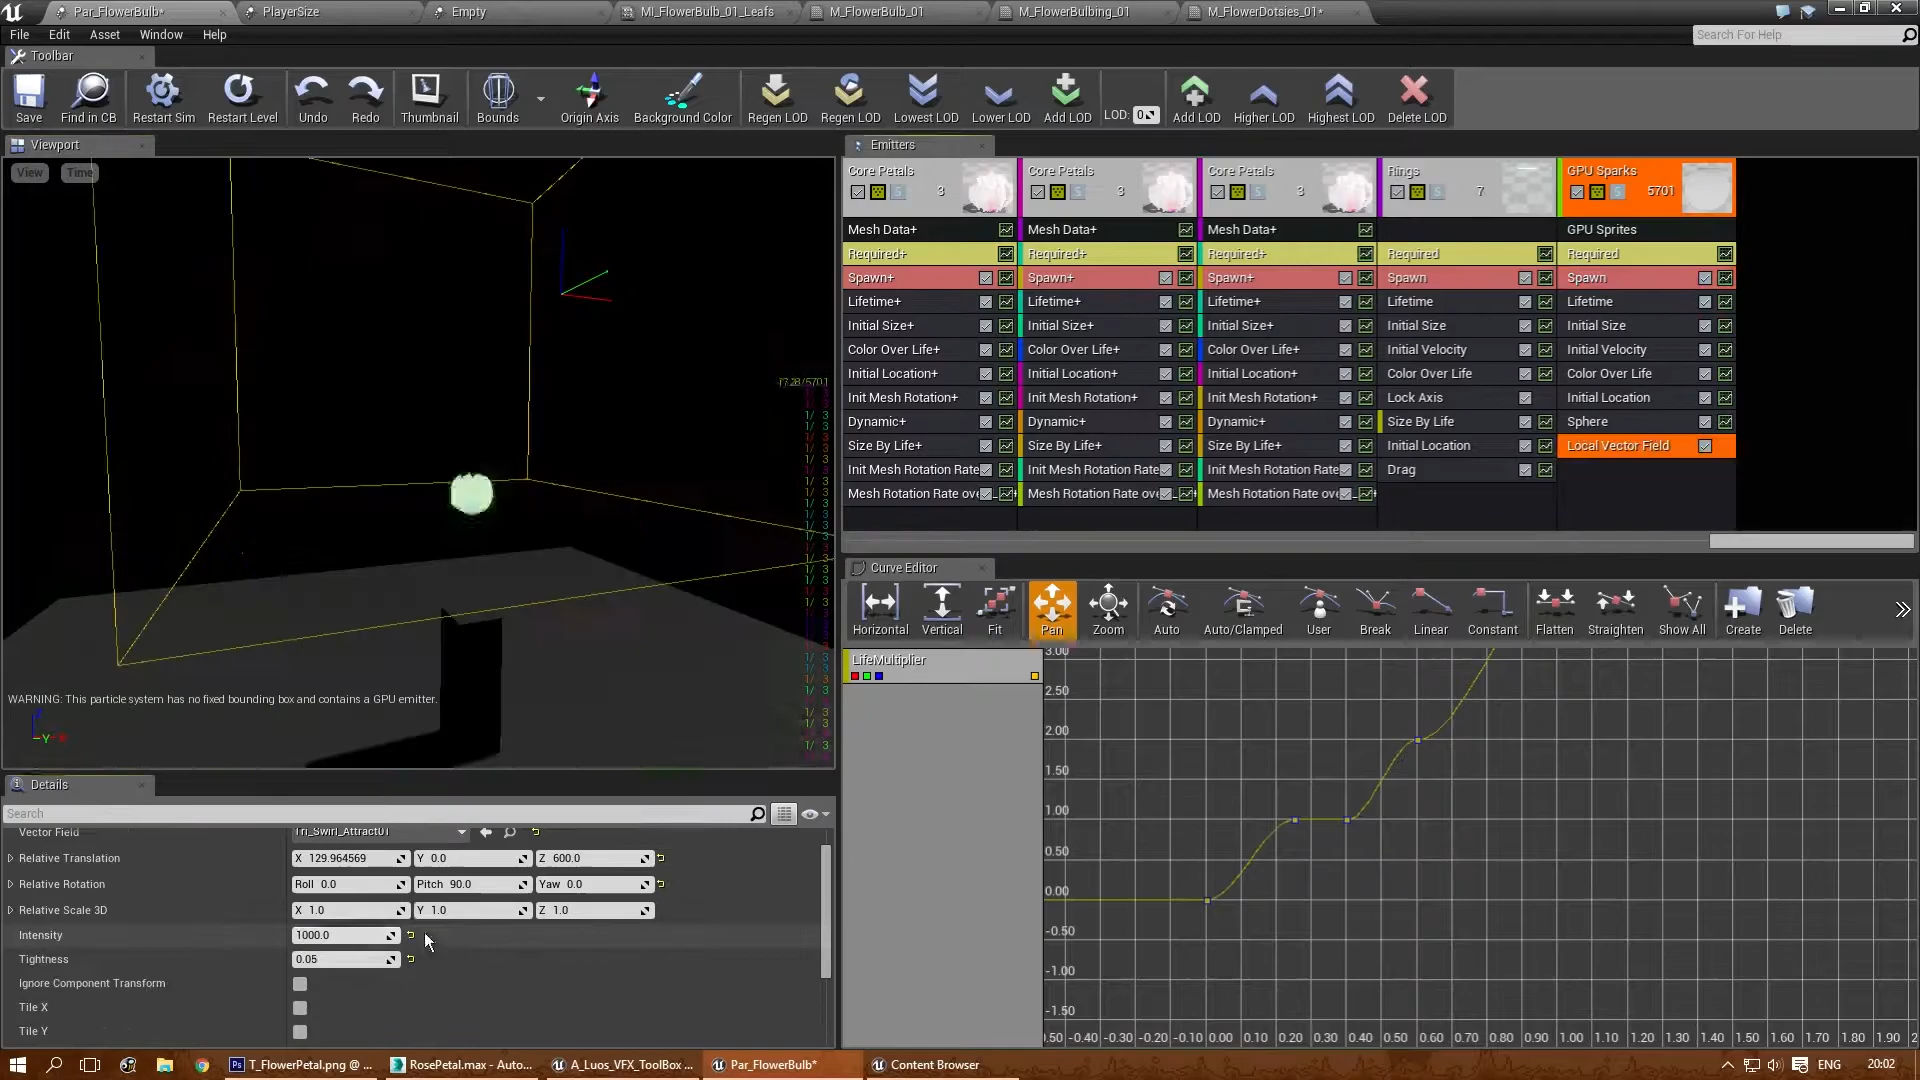 Par_FlowerBulb*
PlayerSize
Empty
MI_FlowerBulb_01_Leafs
M_FlowerBulb_01
M_FlowerBulbing_01
M_FlowerDotsies_01*
File Edit Asset Window Help
Search For Help
Toolbar
Save
Find in CB
Restart Sim
Restart Level
Undo
Redo
Thumbnail
Bounds
Origin Axis
Background Color
Regen LOD
Regen LOD
Lowest LOD
Lower LOD
Add LOD
LOD: 0
Add LOD
Higher LOD
Highest LOD
Delete LOD
Viewport
View Time
WARNING: This particle system has no fixed bounding box and contains a GPU emitter.
Y
Emitters
Core Petals Core Petals Core Petals Rings GPU Sparks
3 3 3 7 5701
Mesh Data+ Mesh Data+ Mesh Data+ GPU Sprites
Required+ Required+ Required+ Required Required
Spawn+ Spawn+ Spawn+ Spawn Spawn
Lifetime+ Lifetime+ Lifetime+ Lifetime Lifetime
Initial Size+ Initial Size+ Initial Size+ Initial Size Initial Size
Color Over Life+ Color Over Life+ Color Over Life+ Initial Velocity Initial Velocity
Initial Location+ Initial Location+ Initial Location+ Color Over Life Color Over Life
Init Mesh Rotation+ Init Mesh Rotation+ Init Mesh Rotation+ Lock Axis Initial Location
Dynamic+ Dynamic+ Dynamic+ Size By Life Sphere
Size By Life+ Size By Life+ Size By Life+ Initial Location Local Vector Field
Init Mesh Rotation Rate Init Mesh Rotation Rate Init Mesh Rotation Rate Drag
Mesh Rotation Rate ove Mesh Rotation Rate ove Mesh Rotation Rate ove
Curve Editor
Horizontal
Vertical
Fit
Pan
Zoom
Auto
Auto/Clamped
User
Break
Linear
Constant
Flatten
Straighten
Show All
Create
Delete
LifeMultiplier
3.00
2.50
2.00
1.50
1.00
0.50
0.00
-0.50
-1.00
-1.50
-0.40 -0.30 -0.20 -0.10 0.00 0.10 0.20 0.30 0.40 0.50 0.60 0.70 0.80 0.90 1.00 1.10 1.20 1.30 1.40 1.50 1.60 1.70 1.80 1.90
Details
Search
Vector Field Tri_Swirl_Attract01
Relative Translation X 129.964569 Y 0.0 Z 600.0
Relative Rotation Roll 0.0 Pitch 90.0 Yaw 0.0
Relative Scale 3D X 1.0 Y 1.0 Z 1.0
Intensity 1000.0
Tightness 0.05
Ignore Component Transform
Tile X
Tile Y
T_FlowerPetal.png @ ...
RosePetal.max - Auto...
A_Luos_VFX_ToolBox ...
Par_FlowerBulb*
Content Browser
ENG
20:02